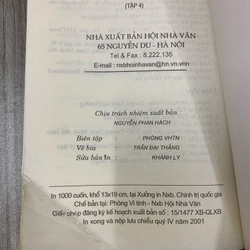 (TẬP 4)
NHÀ XUẤT BẢN HỘI NHÀ VĂN
65 NGUYỄN DU - HÀ NỘI
Tel & Fax : 8.222.135
E-mail : nxbhoinhavan@hn.vn.vnn
Chịu trách nhiệm xuất bản
NGUYỄN PHAN HÁCH
Biên tập PHÒNG VHTN
Vẽ bìa : TRẦN ĐẠI THẮNG
Sửa bản in : KHÁNH LY
In 1000 cuốn, khổ 13x19 cm, tại Xưởng in Nxb. Chính trị quốc gia
Chế bản tại: Phòng Vi tính - Nxb Hội Nhà Văn
Giấy phép đăng ký kế hoạch xuất bản số : 15/1477 XB-QLXB
In xong và nộp lưu chiểu quý IV năm 2001